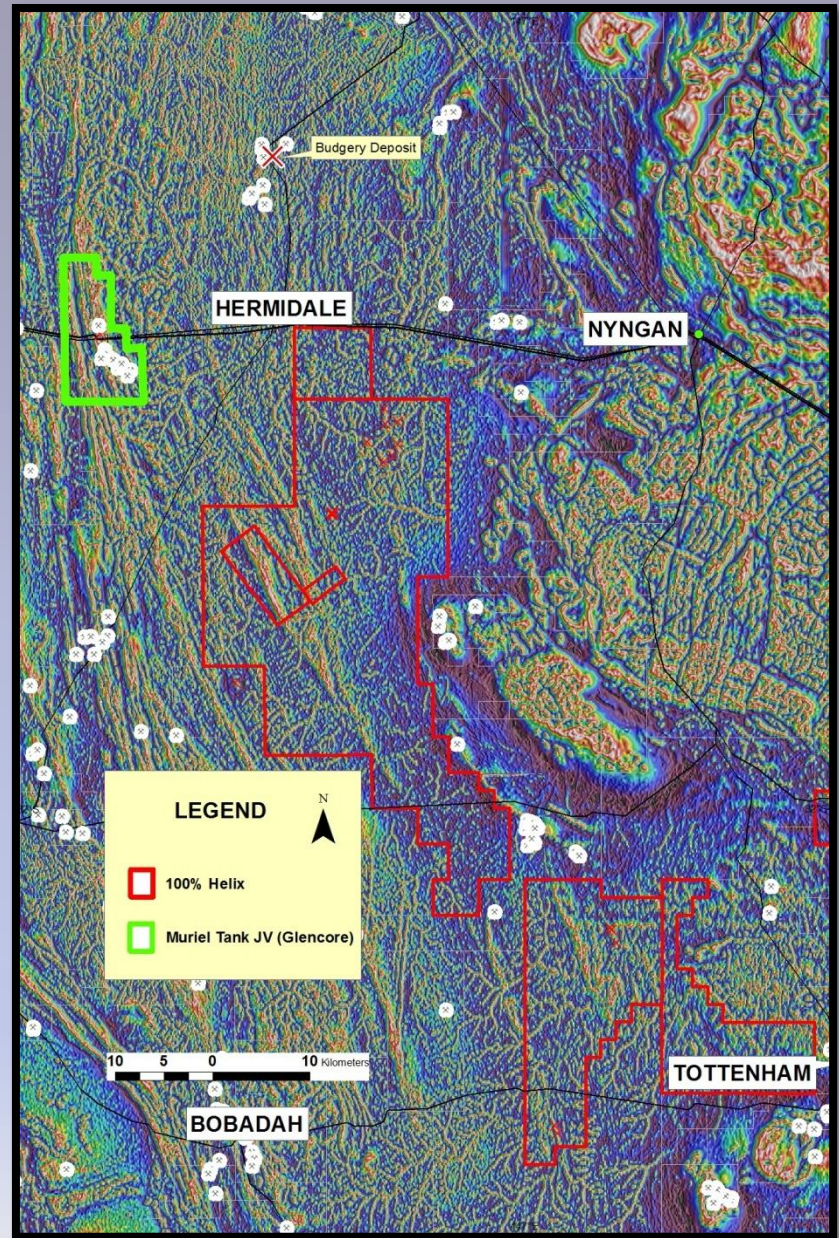 Budgery Deposit
HERMIDALE
NYNGAN
LEGEND
N
100% Helix
Muriel Tank JV (Glencore)
10 5 0 10 Kilometers
TOTTENHAM
BOBADAH